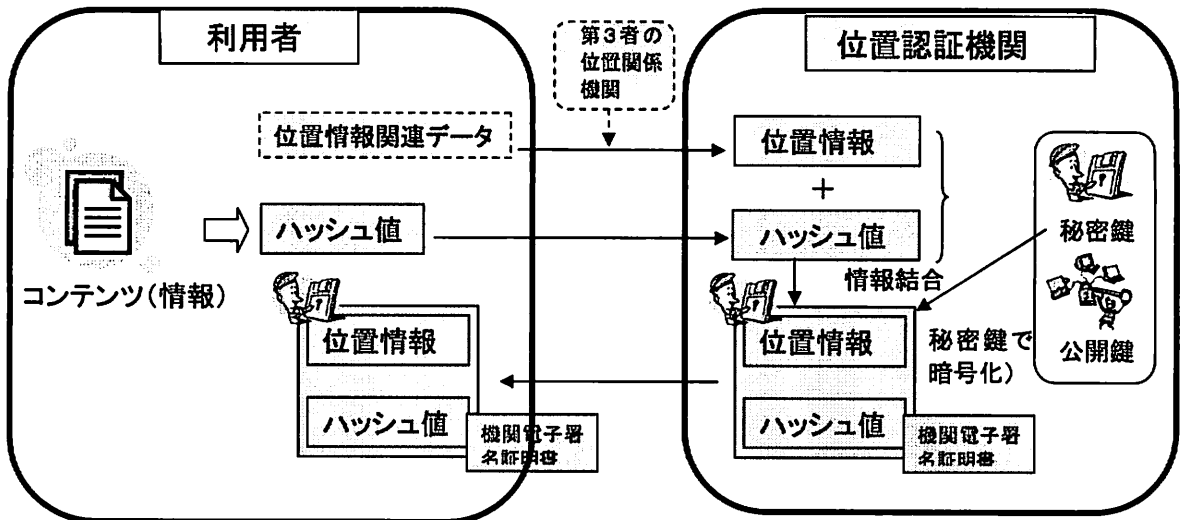 利用者
第3者の
位置関係
機関
位置認証機関
位置情報関連データ
位置情報
+
ハッシュ値
ハッシュ値
コンテンツ(情報)
情報結合
秘密鍵
公開鍵
位置情報
ハッシュ値
機関電子署
名証明書
位置情報
ハッシュ値
機関電子署
名証明書
秘密鍵で
暗号化)